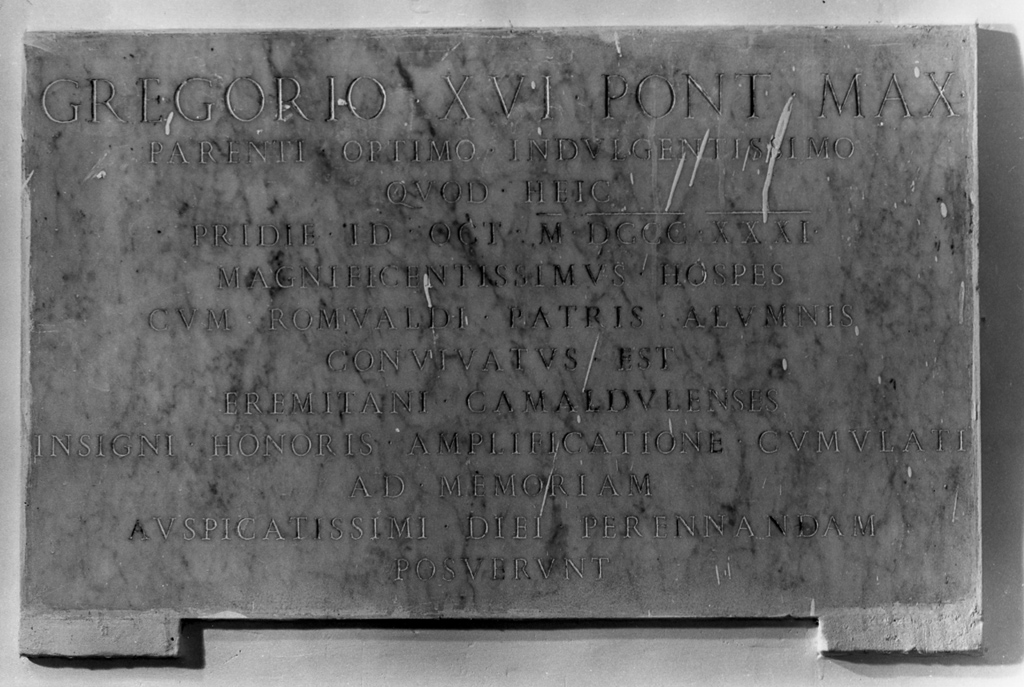 GREGORIO · XVI · PONT · MAX
PARENTI · OPTIMO · INDVLGENTISSIMO
QVOD · HEIC
PRIDIE · ID · OCT · M · DCCC · XXXI ·
MAGNIFICENTISSIMVS · HOSPES
CVM · ROMVALDI · PATRIS · ALVMNIS
CONVIVATVS · EST
EREMITANI · CAMALDVLENSES
INSIGNI · HONORIS · AMPLIFICATIONE · CVMVLATI
AD · MEMORIAM
AVSPICATISSIMI · DIEI · PERENNANDAM
POSVERVNT